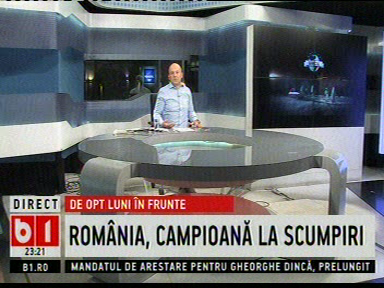 DIRECT
DE OPT LUNI ÎN FRUNTE
b1
ROMÂNIA, CAMPIOANĂ LA SCUMPIRI
23:21
B1.RO
MANDATUL DE ARESTARE PENTRU GHEORGHE DINCĂ, PRELUNGIT